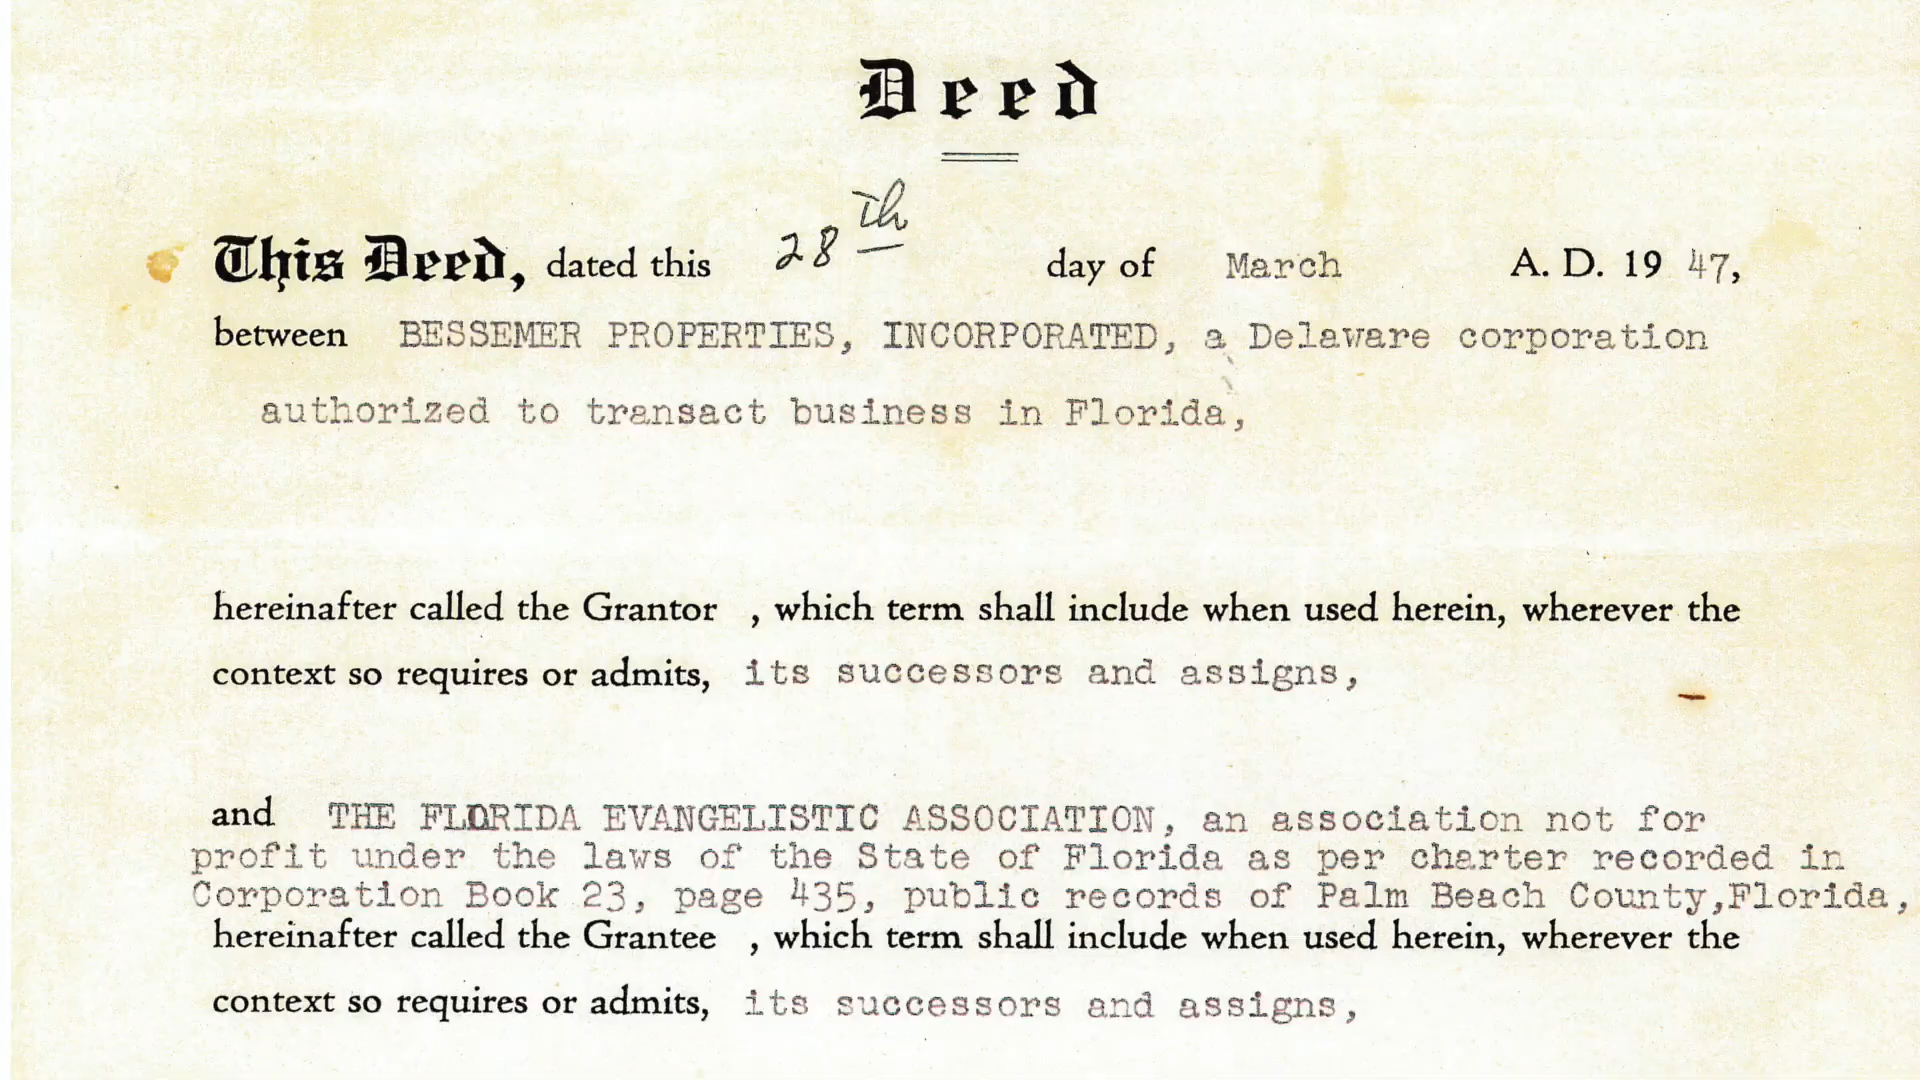 Deed
This Deed, dated this 28th day of March A. D. 19 47,
between BESSEMER PROPERTIES, INCORPORATED, a Delaware corporation
authorized to transact business in Florida,
hereinafter called the Grantor , which term shall include when used herein, wherever the
context so requires or admits, its successors and assigns,
and THE FLORIDA EVANGELISTIC ASSOCIATION, an association not for
profit under the laws of the State of Florida as per charter recorded in
Corporation Book 23, page 435, public records of Palm Beach County,Florida,
hereinafter called the Grantee , which term shall include when used herein, wherever the
context so requires or admits, its successors and assigns,